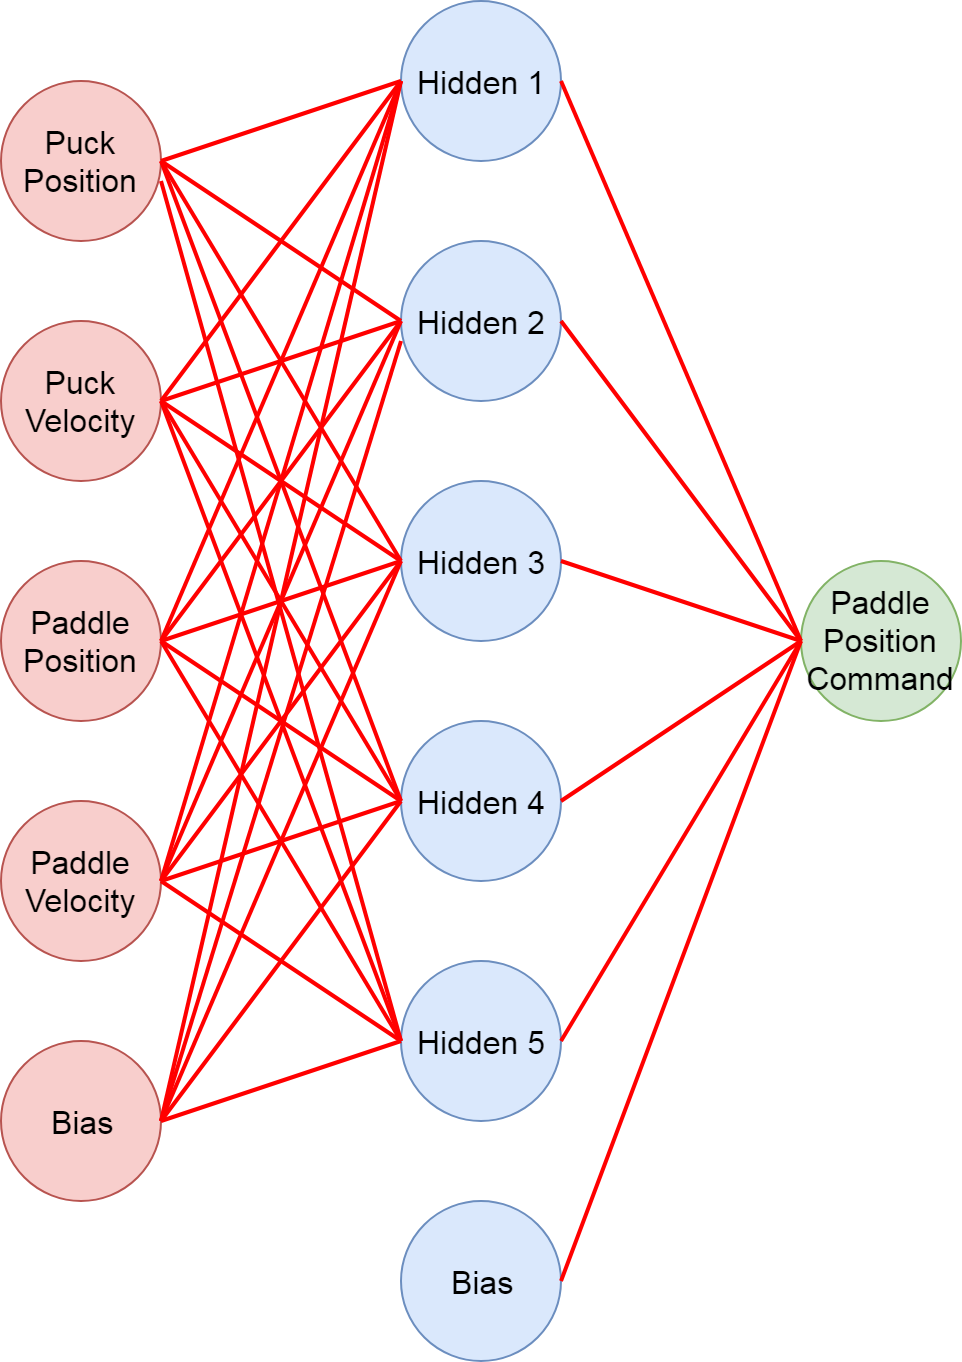 Puck
Position
Puck
Velocity
Paddle
Position
Paddle
Velocity
Bias
Hidden 1
Hidden 2
Hidden 3
Hidden 4
Hidden 5
Bias
Paddle
Position
Command